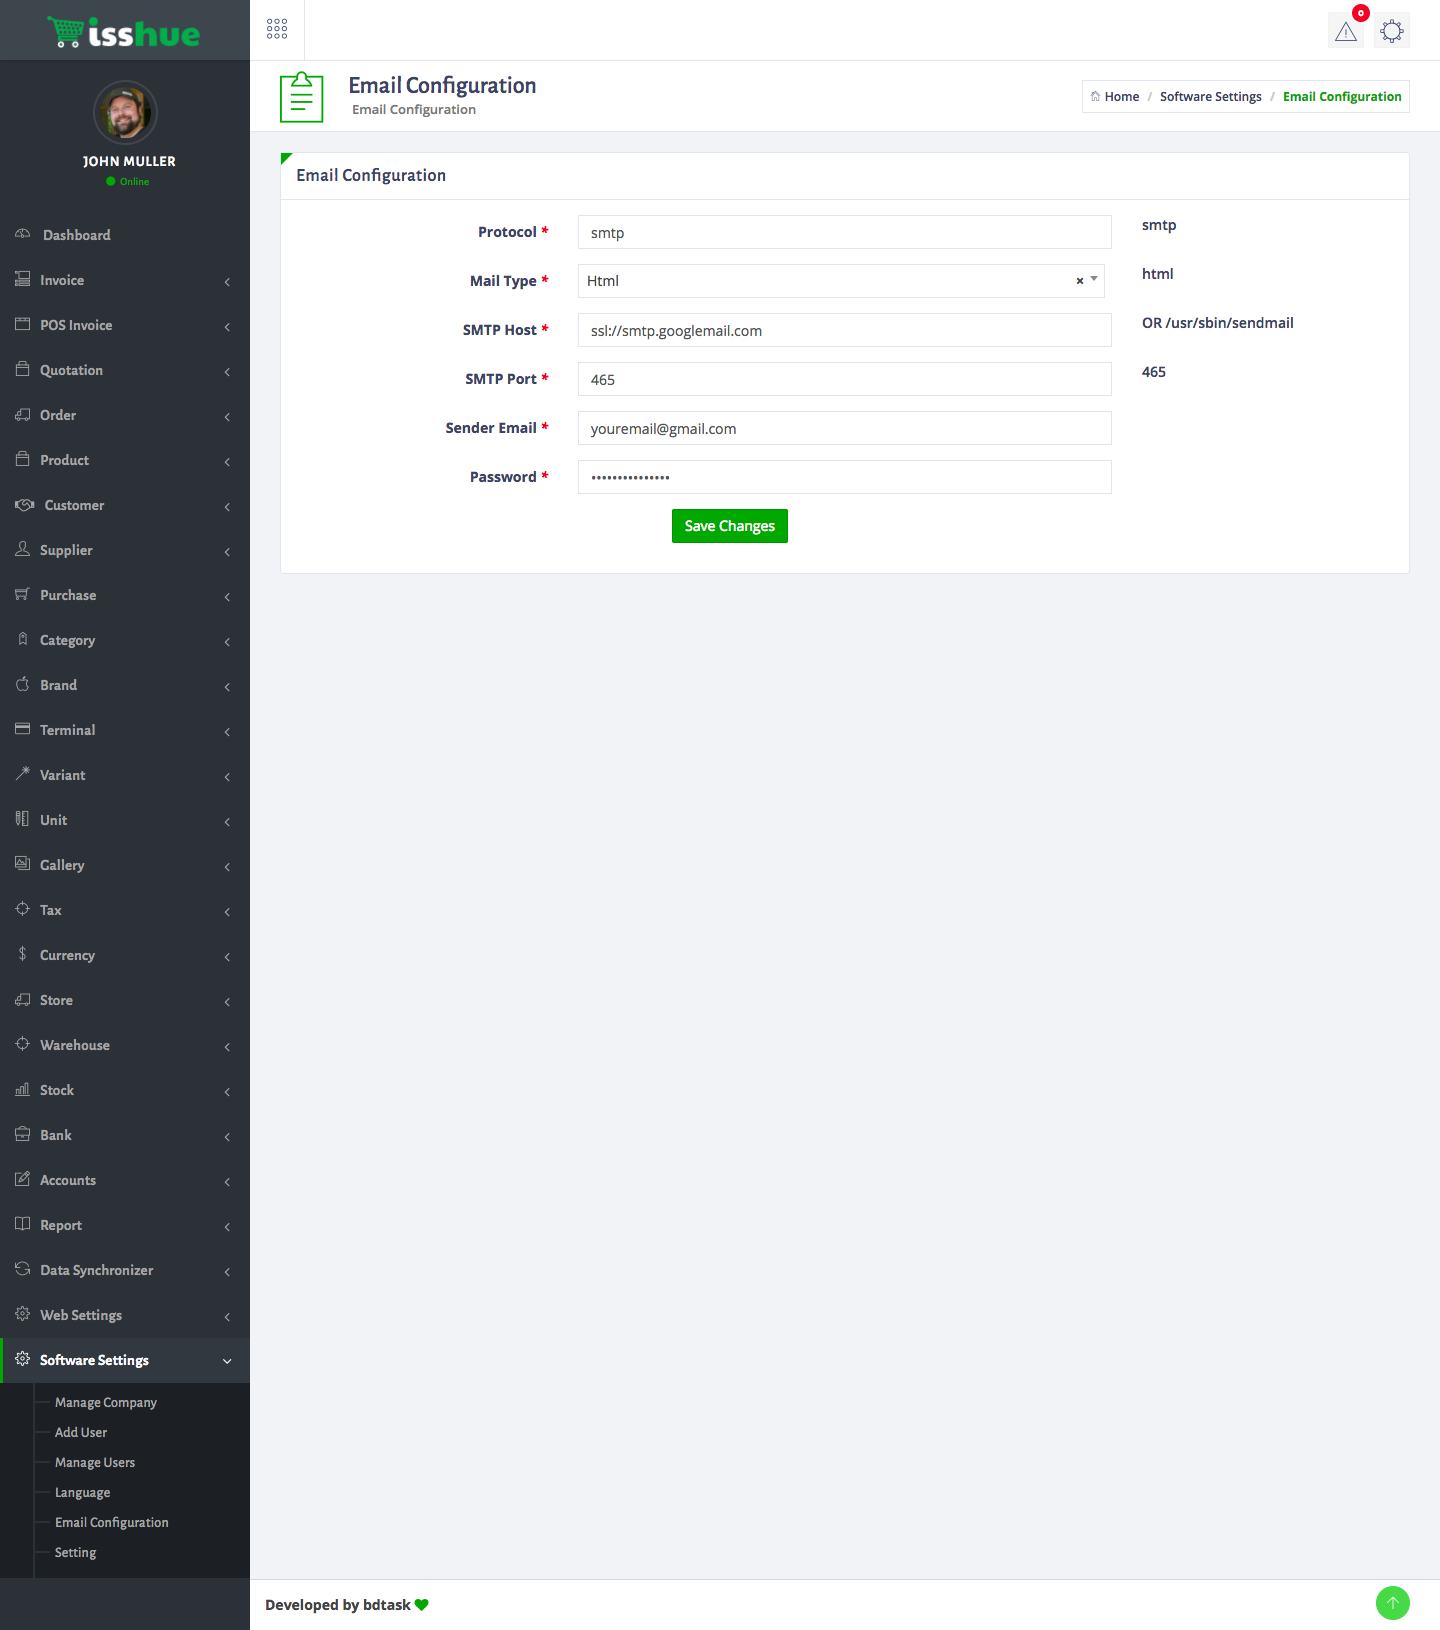 isshue
0
JOHN MULLER
Online
Dashboard
Invoice
POS Invoice
Quotation
Order
Product
Customer
Supplier
Purchase
Category
Brand
Terminal
Variant
Unit
Gallery
Tax
Currency
Store
Warehouse
Stock
Bank
Accounts
Report
Data Synchronizer
Web Settings
Software Settings
Manage Company
Add User
Manage Users
Language
Email Configuration
Setting
Email Configuration
Email Configuration
Home / Software Settings / Email Configuration
Email Configuration
Protocol * smtp smtp
Mail Type * Html × html
SMTP Host * ssl://smtp.googlemail.com OR /usr/sbin/sendmail
SMTP Port * 465 465
Sender Email * youremail@gmail.com
Password * •••••••••••••••
Save Changes
Developed by bdtask